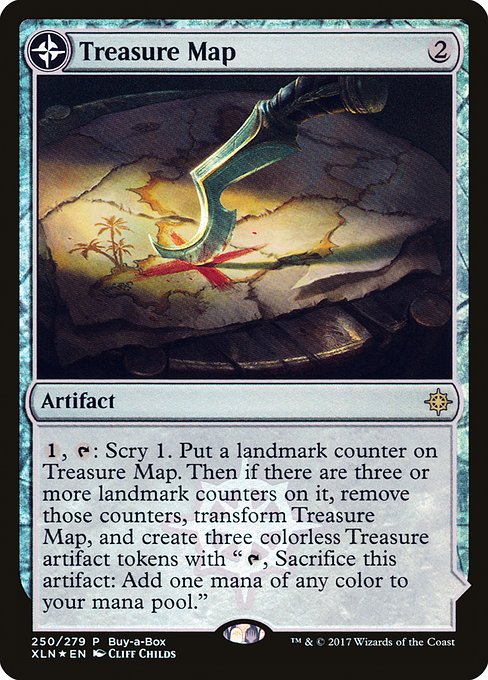 Treasure Map 2
Artifact
1, : Scry 1. Put a landmark counter on
Treasure Map. Then if there are three or
more landmark counters on it, remove
those counters, transform Treasure
Map, and create three colorless Treasure
artifact tokens with “ , Sacrifice this
artifact: Add one mana of any color to
your mana pool.”
250/279 P Buy-a-Box
XLN ★ EN Cliff Childs
™ & © 2017 Wizards of the Coast